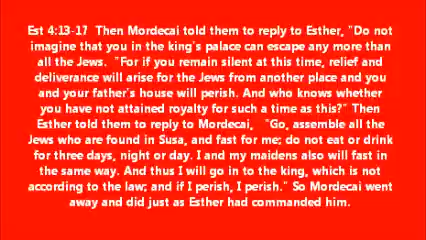 Est 4:13-17  Then Mordecai told them to reply to Esther, "Do not
imagine that you in the king's palace can escape any more than
all the Jews.  "For if you remain silent at this time, relief and
deliverance will arise for the Jews from another place and you
and your father's house will perish. And who knows whether
you have not attained royalty for such a time as this?" Then
Esther told them to reply to Mordecai,  "Go, assemble all the
Jews who are found in Susa, and fast for me; do not eat or drink
for three days, night or day. I and my maidens also will fast in
the same way. And thus I will go in to the king, which is not
according to the law; and if I perish, I perish." So Mordecai went
away and did just as Esther had commanded him.